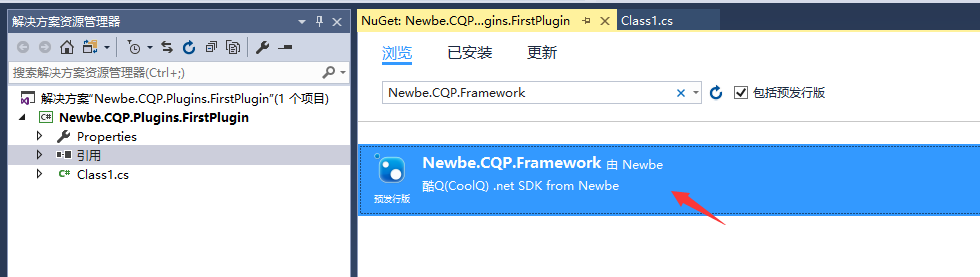 解决方案资源管理器
搜索解决方案资源管理器(Ctrl+;)
解决方案"Newbe.CQP.Plugins.FirstPlugin"(1 个项目)
C# Newbe.CQP.Plugins.FirstPlugin
Properties
引用
C# Class1.cs
NuGet: Newbe.CQP...gins.FirstPlugin
Class1.cs
浏览 已安装 更新
Newbe.CQP.Framework
包括预发行版
Newbe.CQP.Framework 由 Newbe
酷Q(CoolQ) .net SDK from Newbe
预发行版